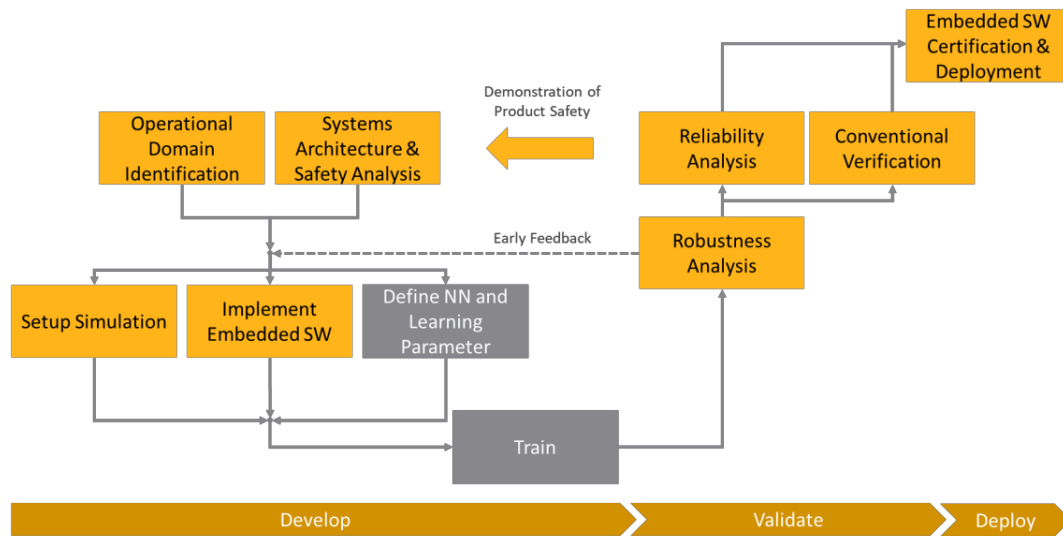 Embedded SW
Certification &
Deployment
Demonstration of
Product Safety
Operational
Domain
Identification
Systems
Architecture &
Safety Analysis
Reliability
Analysis
Conventional
Verification
Early Feedback
Robustness
Analysis
Setup Simulation
Implement
Embedded SW
Define NN and
Learning
Parameter
Train
Develop
Validate
Deploy